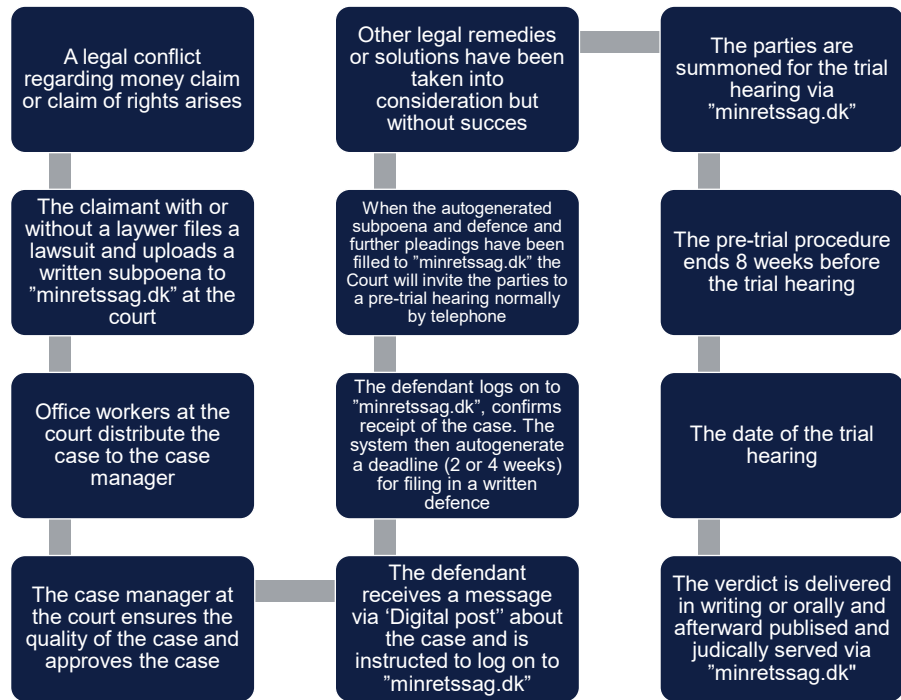 A legal conflict
regarding money claim
or claim of rights arises
The claimant with or
without a laywer files a
lawsuit and uploads a
written subpoena to
”minretssag.dk” at the
court
Office workers at the
court distribute the
case to the case
manager
The case manager at
the court ensures the
quality of the case and
approves the case
The defendant
receives a message
via ‘Digital post’’ about
the case and is
instructed to log on to
”minretssag.dk”
The defendant logs on to
”minretssag.dk”, confirms
receipt of the case. The
system then autogenerate
a deadline (2 or 4 weeks)
for filing in a written
defence
When the autogenerated
subpoena and defence and
further pleadings have been
filled to ”minretssag.dk” the
Court will invite the parties to
a pre-trial hearing normally
by telephone
Other legal remedies
or solutions have been
taken into
consideration but
without succes
The parties are
summoned for the trial
hearing via
”minretssag.dk”
The pre-trial procedure
ends 8 weeks before
the trial hearing
The date of the trial
hearing
The verdict is delivered
in writing or orally and
afterward publised and
judically served via
”minretssag.dk"